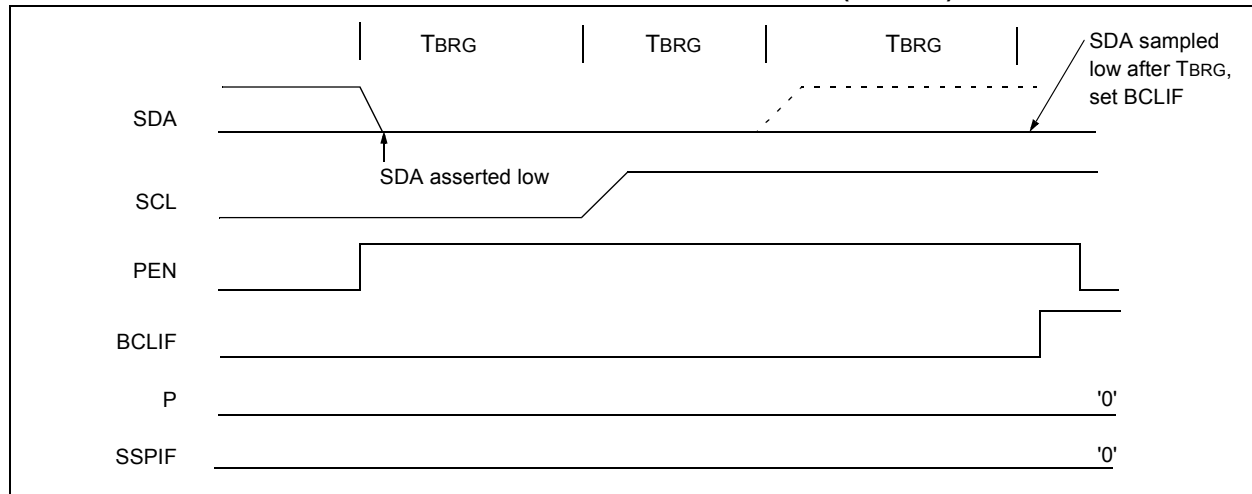 TBRG TBRG TBRG
SDA sampled
low after TBRG,
set BCLIF
SDA
SDA asserted low
SCL
PEN
BCLIF
P '0'
SSPIF '0'